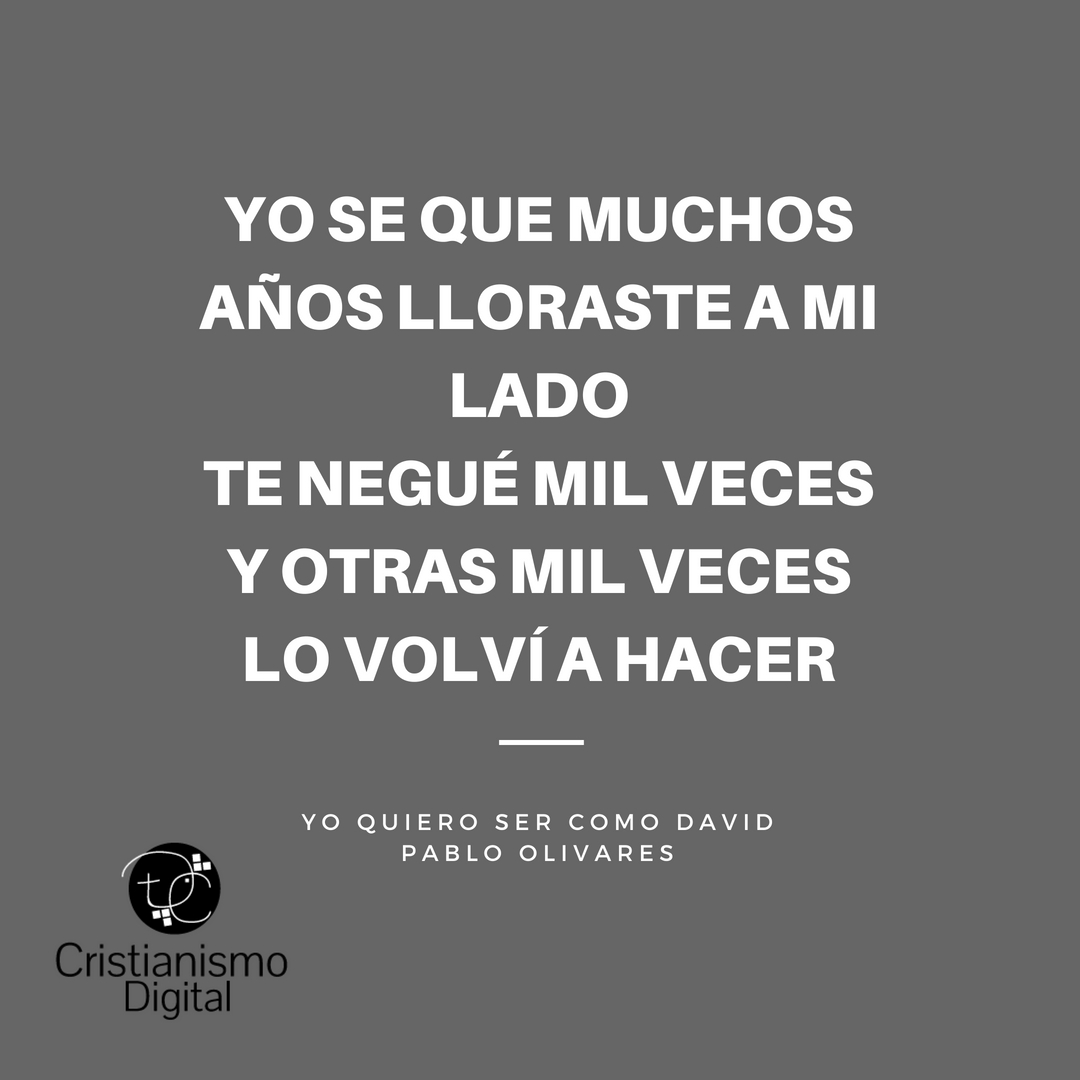 YO SE QUE MUCHOS
AÑOS LLORASTE A MI
LADO
TE NEGUÉ MIL VECES
Y OTRAS MIL VECES
LO VOLVÍ A HACER
YO QUIERO SER COMO DAVID
PABLO OLIVARES
Cristianismo
Digital